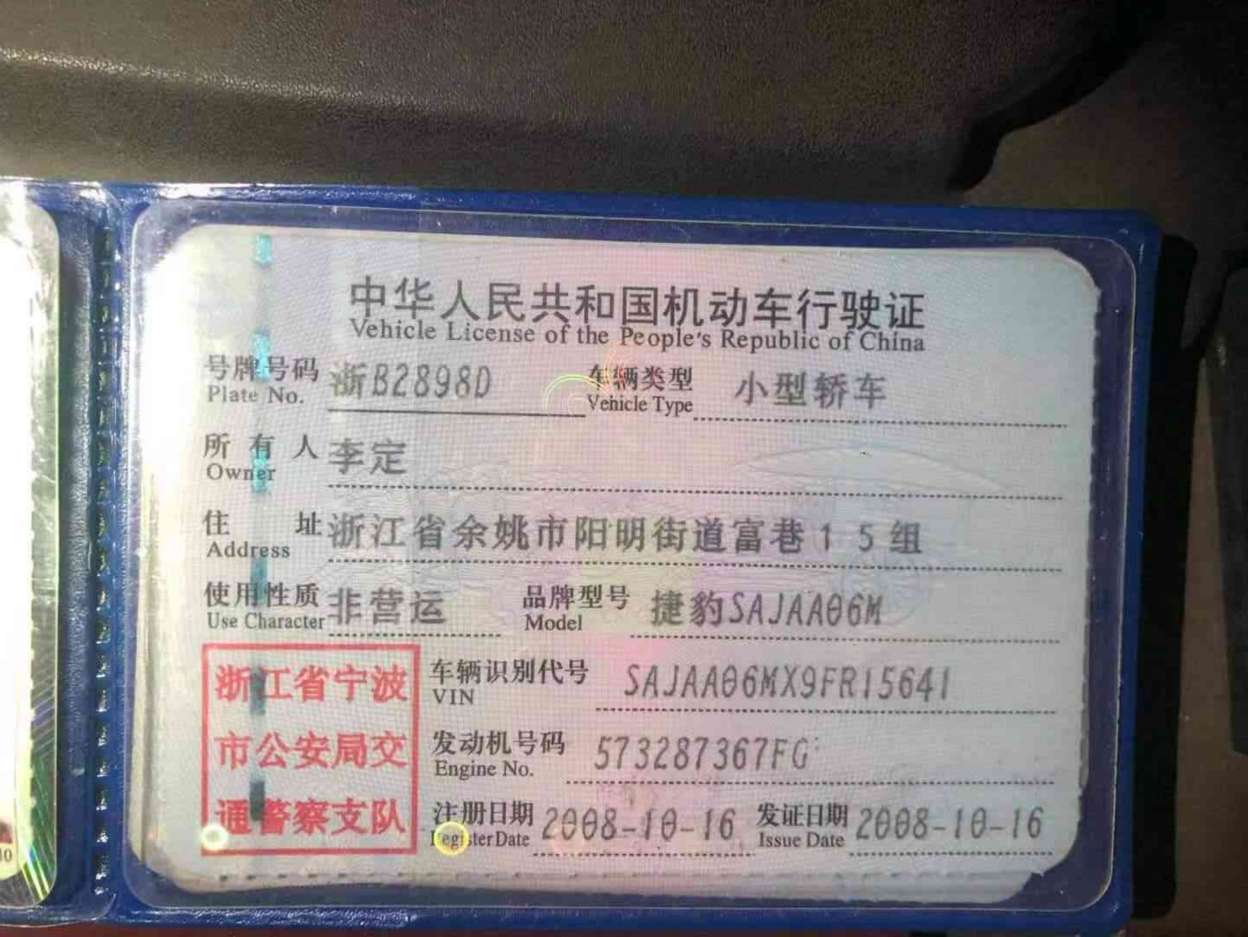 中华人民共和国机动车行驶证
Vehicle License of the People's Republic of China
号牌号码 浙B2898D 车辆类型 小型轿车
Plate No. Vehicle Type
所有人 李定
Owner
住址 浙江省余姚市阳明街道富巷15组
Address
使用性质 非营运 品牌型号 捷豹SAJAA06M
Use Character Model
浙江省宁波
市公安局交
通警察支队
车辆识别代号 SAJAA06MX9FR15641
VIN
发动机号码 573287367FG
Engine No.
注册日期 2008-10-16 发证日期 2008-10-16
Register Date Issue Date